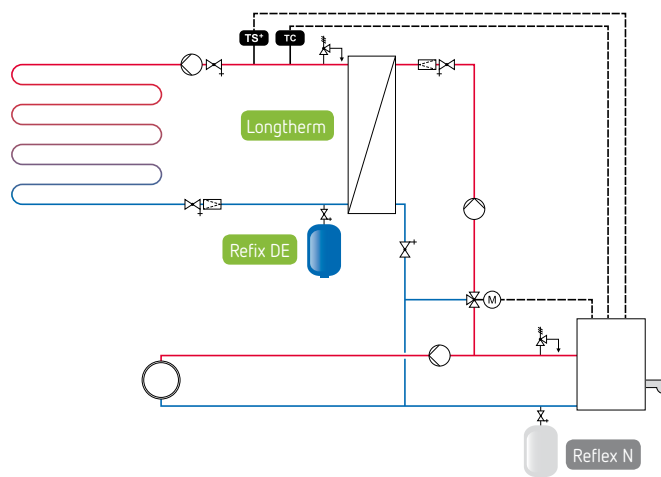 TS⁺
TC
Longtherm
Refix DE
M
Reflex N